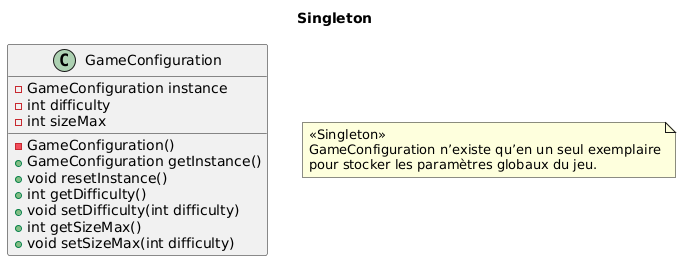 Singleton
C GameConfiguration
GameConfiguration instance
int difficulty
int sizeMax
GameConfiguration()
GameConfiguration getInstance()
void resetInstance()
int getDifficulty()
void setDifficulty(int difficulty)
int getSizeMax()
void setSizeMax(int difficulty)
«Singleton»
GameConfiguration n’existe qu’en un seul exemplaire
pour stocker les paramètres globaux du jeu.